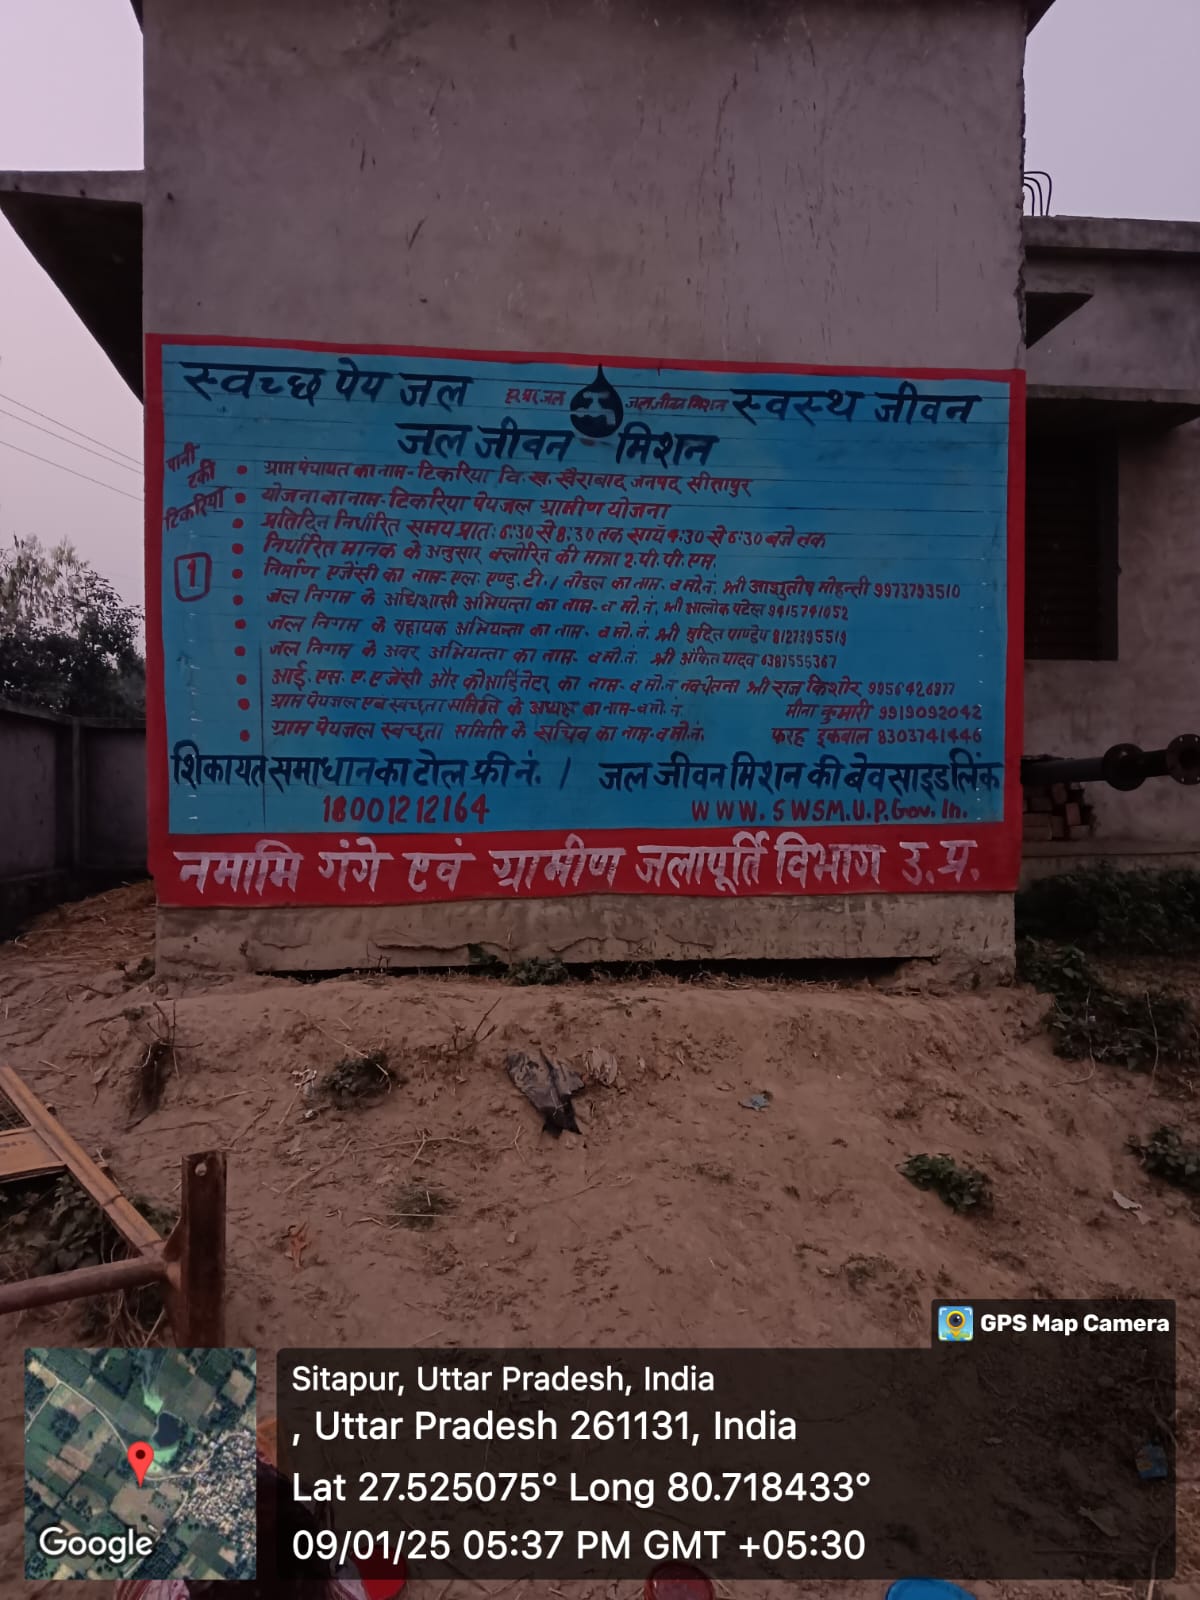 स्वच्छ पेय जल
जल जीवन मिशन स्वस्थ जीवन
जल जीवन मिशन
पानी
टंकी
टिकरिया
1
• ग्राम पंचायत का नाम- टिकरिया वि. ख. खैराबाद जनपद सीतापुर
• योजना का नाम- टिकरिया पेयजल ग्रामीण योजना
• प्रतिदिन निर्धारित समय प्रातः 6:30 से 8:30 तक सायं 4:30 से 6:30 बजे तक
• निर्धारित मानक के अनुसार क्लोरिन की मात्रा 2.पी.पी.एम.
• निर्माण एजेंसी का नाम- एल. एण्ड. टी. / नोडल का नाम- व मो.नं. श्री आशुतोष मोहन्ती 9973793510
• जल निगम के अधिशासी अभियन्ता का नाम- व मो. नं. श्री आलोक पटेल 9415741052
• जल निगम के सहायक अभियन्ता का नाम- व मो. नं. श्री मुदित पाण्डेय 8127395519
• जल निगम के अवर अभियन्ता का नाम- व मो. नं. श्री अंकित यादव 6387555367
• आई. एस. ए. एजेंसी और कोआर्डिनेटर का नाम- व मो.नं नवचेतना श्री राज किशोर 9956426977
• ग्राम पेयजल एवं स्वच्छता समिति के अध्यक्ष का नाम- व मो. नं. मीना कुमारी 9919092042
• ग्राम पेयजल स्वच्छता समिति के सचिव का नाम- व मो. नं. फरह इकबाल 8303741446
शिकायत समाधान का टोल फ्री नं. / जल जीवन मिशन की बेवसाइड लिंक
18001212164 WWW. SWSM.U.P.Gov. In.
नमामि गंगे एवं ग्रामीण जलापूर्ति विभाग उ. प्र.
GPS Map Camera
Sitapur, Uttar Pradesh, India
, Uttar Pradesh 261131, India
Lat 27.525075° Long 80.718433°
09/01/25 05:37 PM GMT +05:30
Google